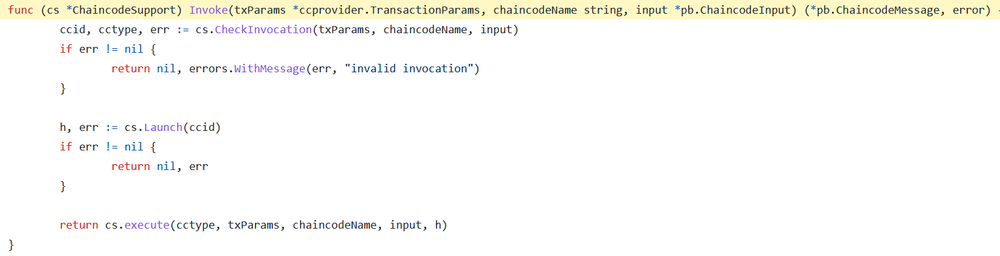 func (cs *ChaincodeSupport) Invoke(txParams *ccprovider.TransactionParams, chaincodeName string, input *pb.ChaincodeInput) (*pb.ChaincodeMessage, error)
ccid, cctype, err := cs.CheckInvocation(txParams, chaincodeName, input)
if err != nil {
return nil, errors.WithMessage(err, "invalid invocation")
}
h, err := cs.Launch(ccid)
if err != nil {
return nil, err
}
return cs.execute(cctype, txParams, chaincodeName, input, h)
}